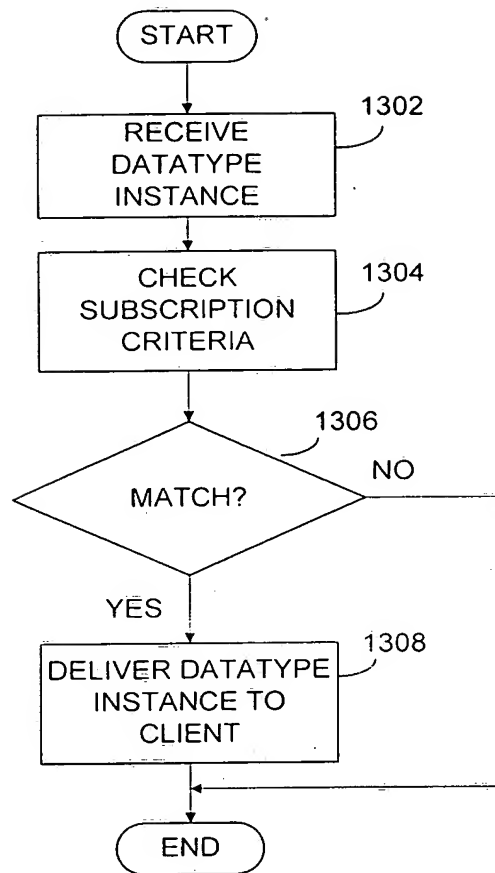 START
1302
RECEIVE
DATATYPE
INSTANCE
1304
CHECK
SUBSCRIPTION
CRITERIA
1306
MATCH?
NO
YES
1308
DELIVER DATATYPE
INSTANCE TO
CLIENT
END